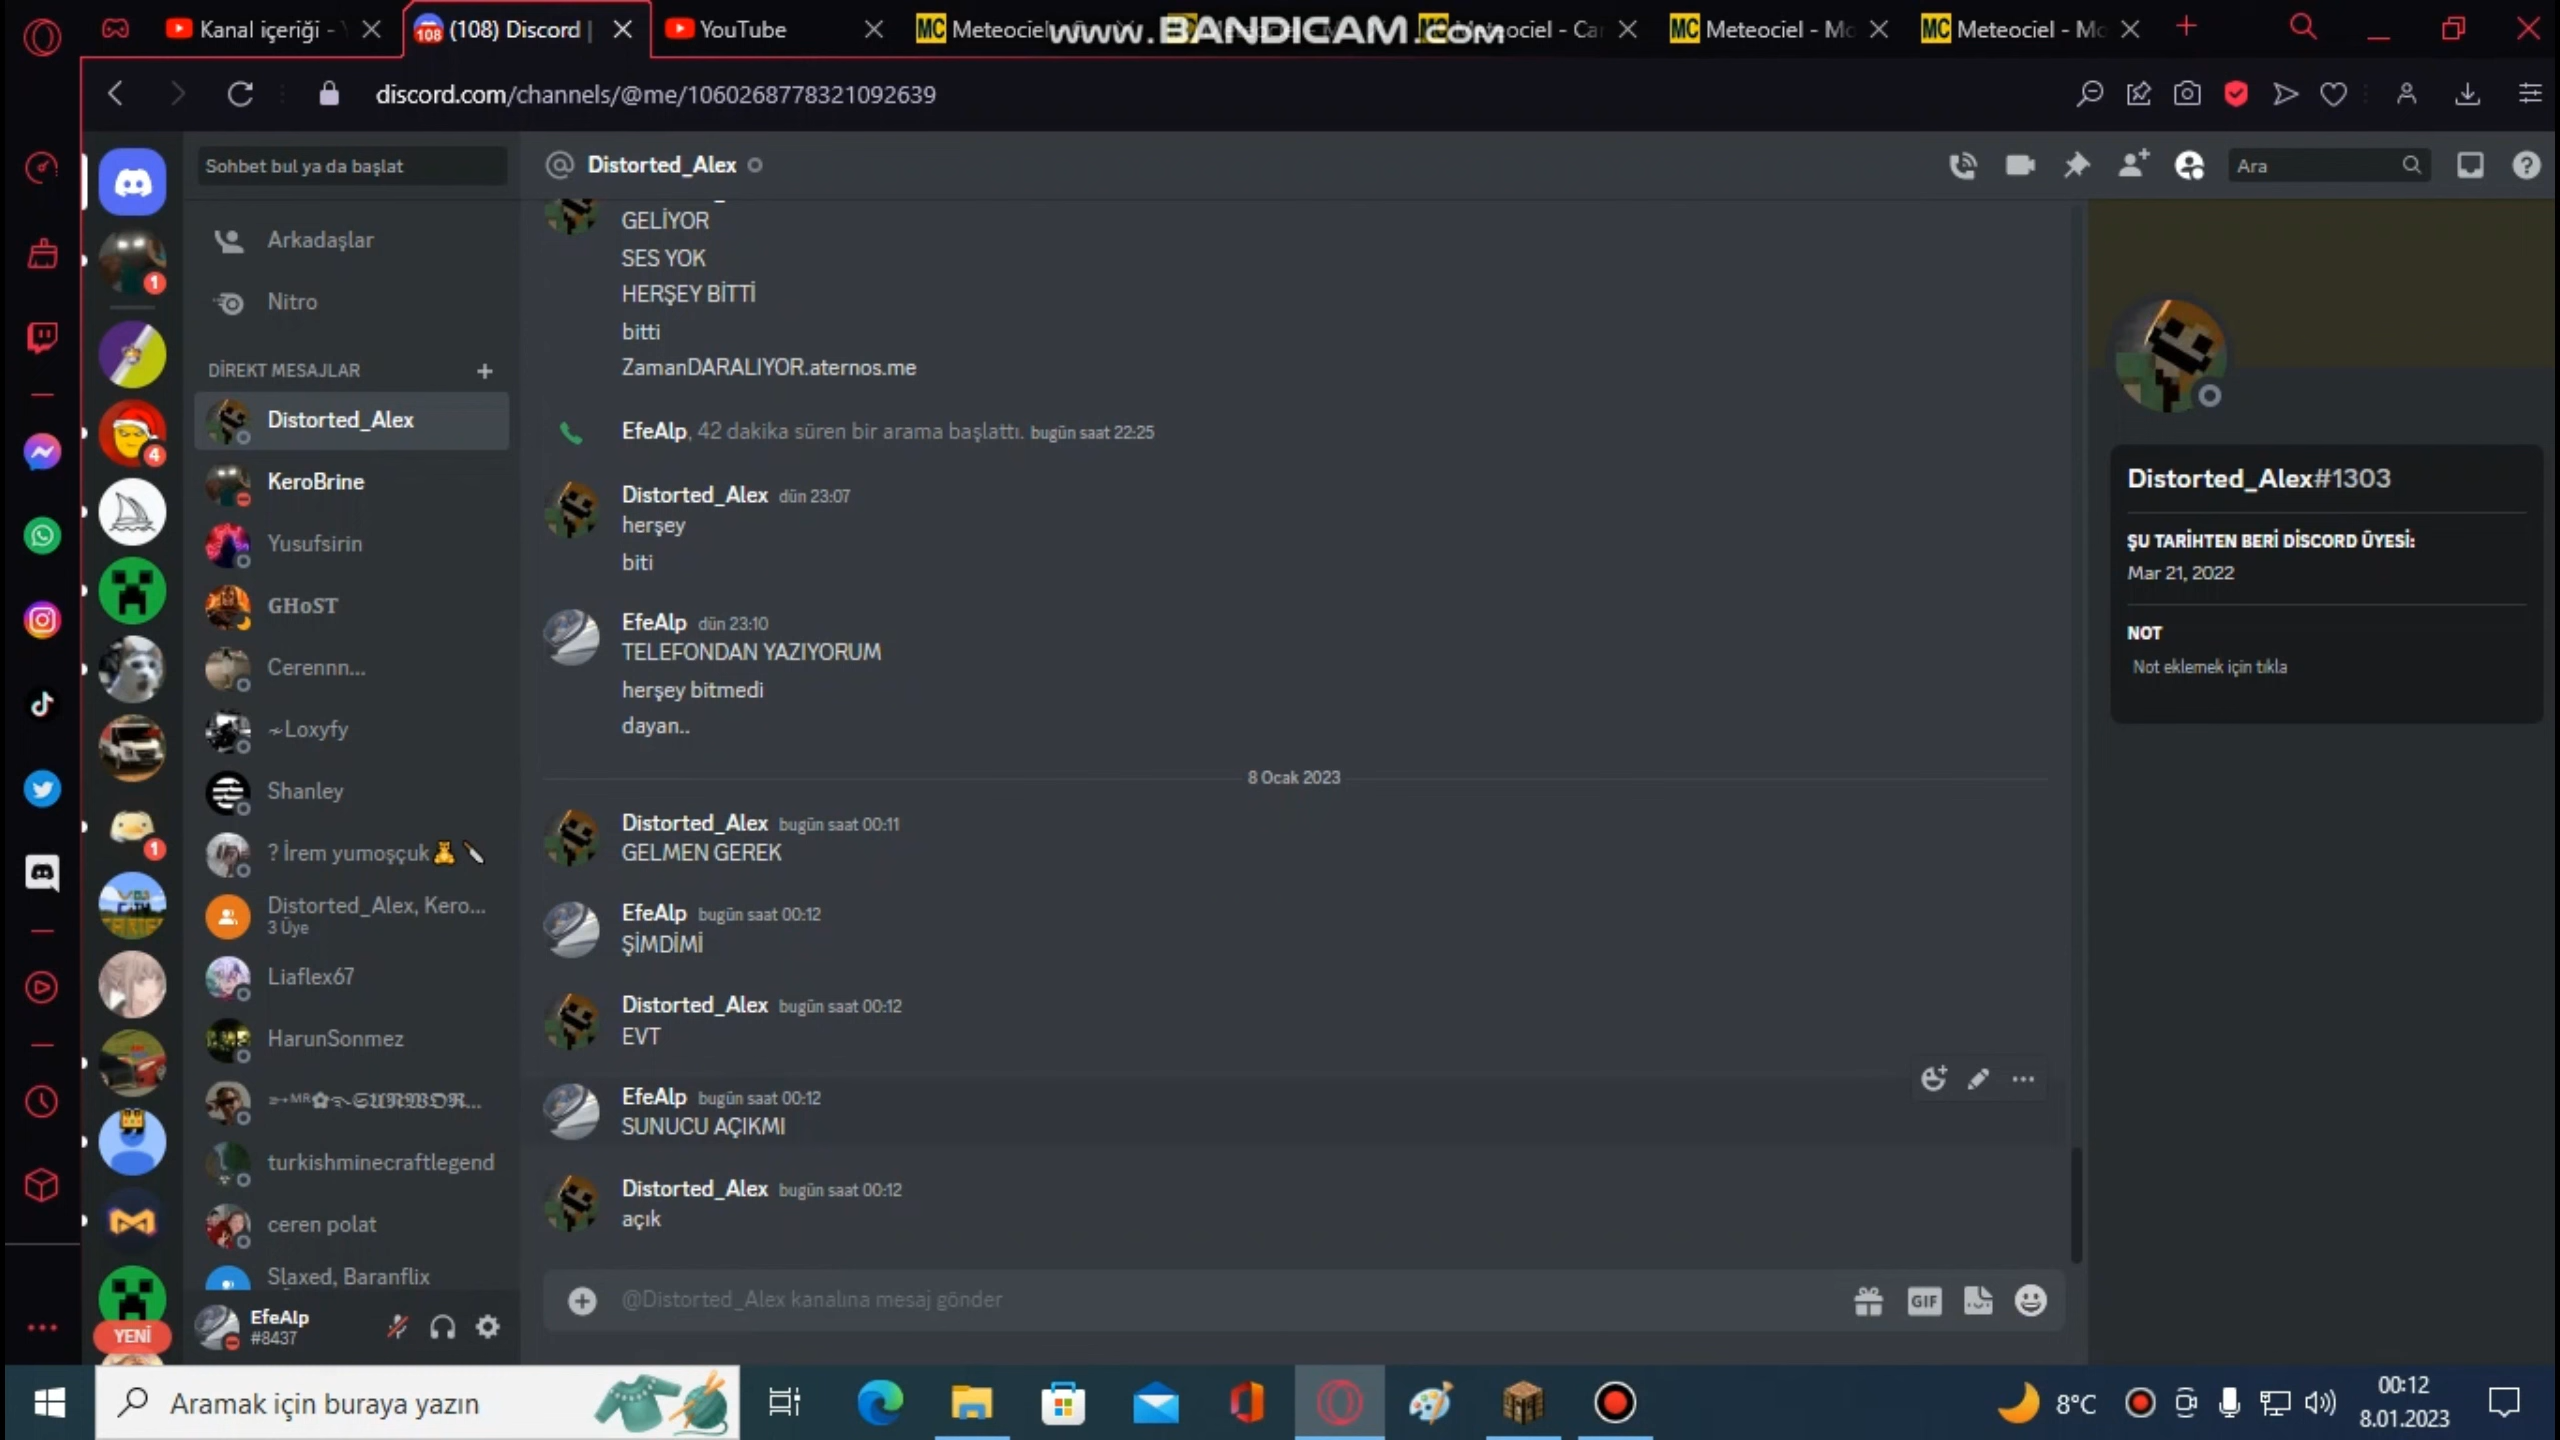 Kanal içeriği -
(108) Discord |
YouTube
Meteociel
www.BANDICAM.com
Meteociel - Ca
Meteociel - Mo
Meteociel - Mo
discord.com/channels/@me/1060268778321092639
Sohbet bul ya da başlat
Distorted_Alex
Ara
Arkadaşlar
Nitro
DİREKT MESAJLAR
Distorted_Alex
KeroBrine
Yusufsirin
GHoST
Cerennn...
~Loxyfy
Shanley
? İrem yumoşçuk🧸🔪
Distorted_Alex, Kero...
3 Üye
Liaflex67
HarunSonmez
turkishminecraftlegend
ceren polat
Slaxed, Baranflix
EfeAlp
#8437
1
4
1
YENİ
GELİYOR
SES YOK
HERŞEY BİTTİ
bitti
ZamanDARALIYOR.aternos.me
EfeAlp, 42 dakika süren bir arama başlattı. bugün saat 22:25
Distorted_Alex dün 23:07
herşey
biti
EfeAlp dün 23:10
TELEFONDAN YAZIYORUM
herşey bitmedi
dayan..
8 Ocak 2023
Distorted_Alex bugün saat 00:11
GELMEN GEREK
EfeAlp bugün saat 00:12
ŞİMDİMİ
Distorted_Alex bugün saat 00:12
EVT
EfeAlp bugün saat 00:12
SUNUCU AÇIKMI
Distorted_Alex bugün saat 00:12
açık
@Distorted_Alex kanalına mesaj gönder
GIF
Distorted_Alex#1303
ŞU TARİHTEN BERİ DİSCORD ÜYESİ:
Mar 21, 2022
NOT
Not eklemek için tıkla
Aramak için buraya yazın
8°C
00:12
8.01.2023